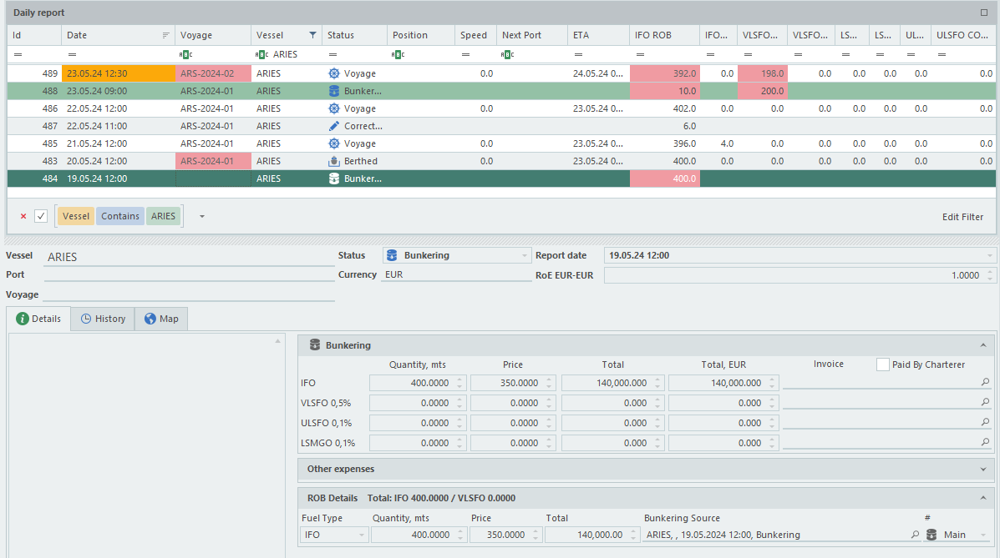 Daily report
Id Date Voyage Vessel Status Position Speed Next Port ETA IFO ROB IFO... VLSFO... VLSFO... LS... LS... UL... ULSFO CO...
= = ABC ABC ARIES = ABC = ABC = = = = = = = = =
489 23.05.24 12:30 ARS-2024-02 ARIES Voyage 0.0 24.05.24 0... 392.0 0.0 198.0 0.0 0.0 0.0 0.0 0.0
488 23.05.24 09:00 ARS-2024-01 ARIES Bunker... 10.0 200.0
486 22.05.24 12:00 ARS-2024-01 ARIES Voyage 0.0 23.05.24 0... 402.0 0.0 0.0 0.0 0.0 0.0 0.0 0.0
487 22.05.24 11:00 ARS-2024-01 ARIES Correct... 6.0
485 21.05.24 12:00 ARS-2024-01 ARIES Voyage 0.0 23.05.24 0... 396.0 4.0 0.0 0.0 0.0 0.0 0.0 0.0
483 20.05.24 12:00 ARS-2024-01 ARIES Berthed 0.0 23.05.24 0... 400.0 0.0 0.0 0.0 0.0 0.0 0.0 0.0
484 19.05.24 12:00 ARIES Bunker... 400.0
Vessel Contains ARIES Edit Filter
Vessel ARIES Status Bunkering Report date 19.05.24 12:00
Port Currency EUR RoE EUR-EUR 1.0000
Voyage
Details History Map
Bunkering
Quantity, mts Price Total Total, EUR Invoice Paid By Charterer
IFO 400.0000 350.0000 140,000.000 140,000.000
VLSFO 0,5% 0.0000 0.0000 0.000 0.000
ULSFO 0,1% 0.0000 0.0000 0.000 0.000
LSMGO 0,1% 0.0000 0.0000 0.000 0.000
Other expenses
ROB Details Total: IFO 400.0000 / VLSFO 0.0000
Fuel Type Quantity, mts Price Total Bunkering Source #
IFO 400.0000 350.0000 140,000.00 ARIES, , 19.05.2024 12:00, Bunkering Main